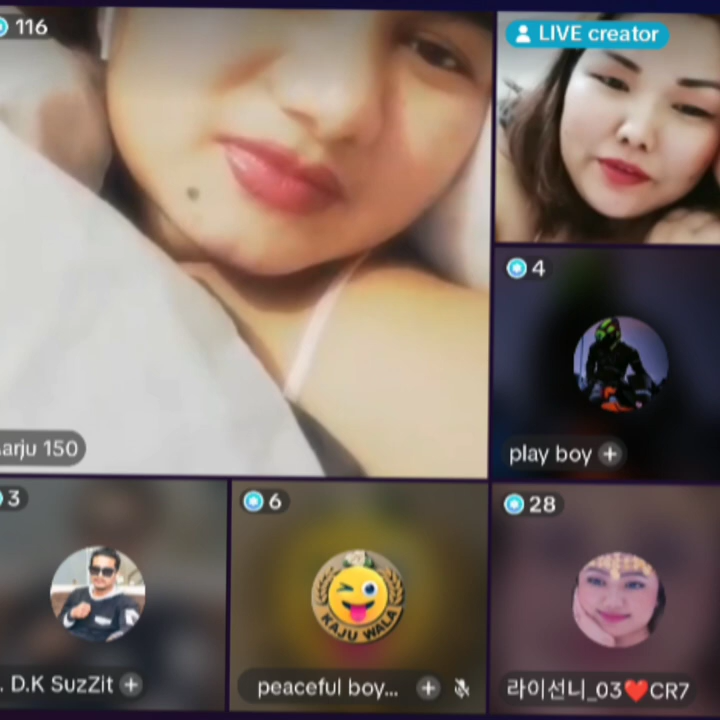 116
LIVE creator
4
arju 150
play boy +
3
6
28
KAJU WALA
. D.K SuzZit +
peaceful boy... +
라이선니_03❤️CR7